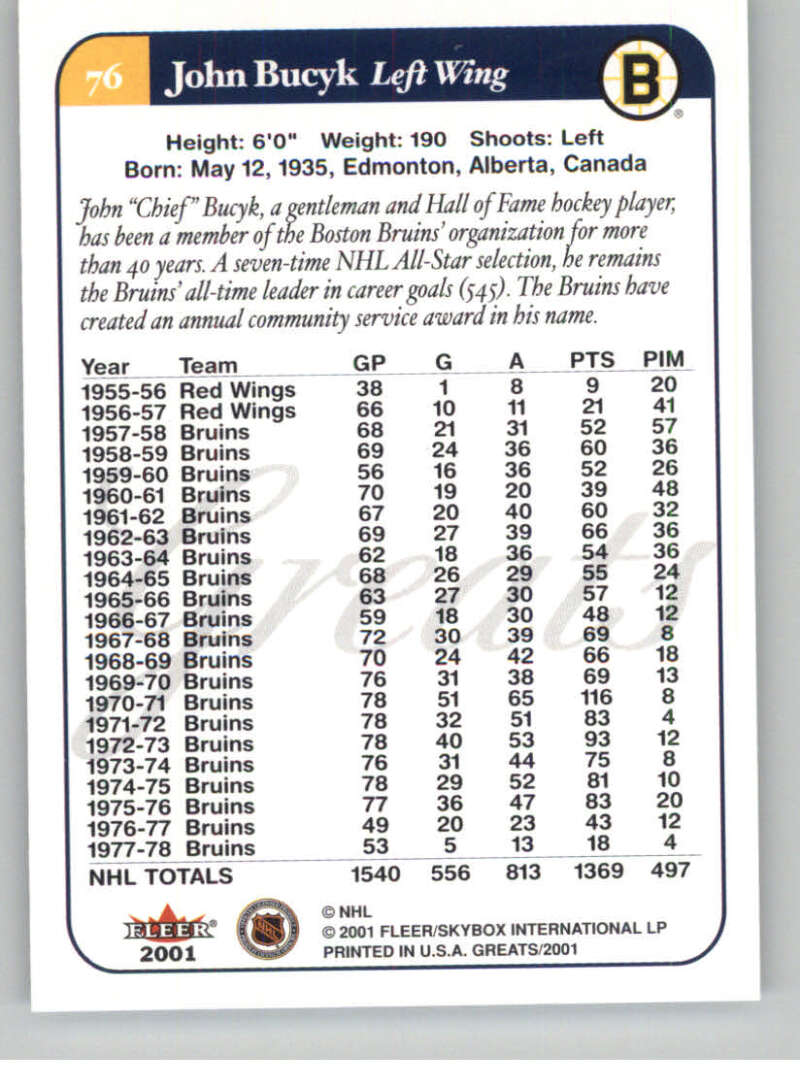 76 John Bucyk Left Wing B ®
Height: 6'0" Weight: 190 Shoots: Left
Born: May 12, 1935, Edmonton, Alberta, Canada
John “Chief” Bucyk, a gentleman and Hall of Fame hockey player,
has been a member of the Boston Bruins’ organization for more
than 40 years. A seven-time NHL All-Star selection, he remains
the Bruins’ all-time leader in career goals (545). The Bruins have
created an annual community service award in his name.
Year Team GP G A PTS PIM
1955-56 Red Wings 38 1 8 9 20
1956-57 Red Wings 66 10 11 21 41
1957-58 Bruins 68 21 31 52 57
1958-59 Bruins 69 24 36 60 36
1959-60 Bruins 56 16 36 52 26
1960-61 Bruins 70 19 20 39 48
1961-62 Bruins 67 20 40 60 32
1962-63 Bruins 69 27 39 66 36
1963-64 Bruins 62 18 36 54 36
1964-65 Bruins 68 26 29 55 24
1965-66 Bruins 63 27 30 57 12
1966-67 Bruins 59 18 30 48 12
1967-68 Bruins 72 30 39 69 8
1968-69 Bruins 70 24 42 66 18
1969-70 Bruins 76 31 38 69 13
1970-71 Bruins 78 51 65 116 8
1971-72 Bruins 78 32 51 83 4
1972-73 Bruins 78 40 53 93 12
1973-74 Bruins 76 31 44 75 8
1974-75 Bruins 78 29 52 81 10
1975-76 Bruins 77 36 47 83 20
1976-77 Bruins 49 20 23 43 12
1977-78 Bruins 53 5 13 18 4
NHL TOTALS 1540 556 813 1369 497
Greats
FLEER®
2001
NHL
© NHL
© 2001 FLEER/SKYBOX INTERNATIONAL LP
PRINTED IN U.S.A. GREATS/2001